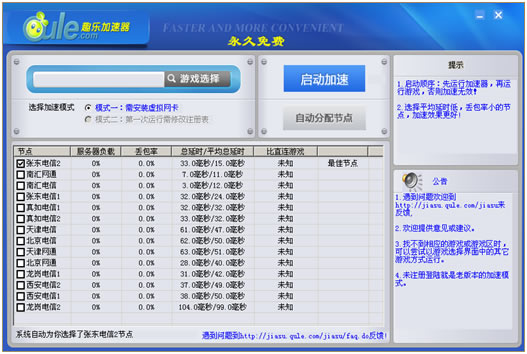 Qule.com 趣乐加速器
FASTER AND MORE CONVENIENT
永久免费
游戏选择
选择加速模式
模式一：需安装虚拟网卡
模式二：第一次运行需修改注册表
启动加速
自动分配节点
提示
1.启动顺序：先运行加速器，再运行游戏，否则加速无效！
2.选择平均延时低，丢包率小的节点，加速效果更好！
节点 服务器负载 丢包率 总延时/平均总延时 比直连游戏
张东电信2 0% 0.0% 33.0毫秒/15.0毫秒 未知 最佳节点
南汇网通 0% 0.0% 7.0毫秒/11.0毫秒 未知
南汇电信 0% 0.0% 3.0毫秒/12.0毫秒 未知
张东电信1 0% 0.0% 32.0毫秒/24.0毫秒 未知
真如电信1 0% 0.0% 32.0毫秒/32.0毫秒 未知
真如电信2 0% 0.0% 33.0毫秒/32.0毫秒 未知
天津电信 0% 0.0% 61.0毫秒/47.0毫秒 未知
北京电信 0% 0.0% 62.0毫秒/50.0毫秒 未知
天津网通 0% 0.0% 63.0毫秒/51.0毫秒 未知
北京网通 0% 0.0% 28.0毫秒/40.0毫秒 未知
龙岗电信1 0% 0.0% 31.0毫秒/42.0毫秒 未知
西安电信2 0% 0.0% 37.0毫秒/49.0毫秒 未知
西安电信1 0% 0.0% 38.0毫秒/50.0毫秒 未知
龙岗电信2 0% 0.0% 104.0毫秒/99.0毫秒 未知
系统自动为你选择了张东电信2节点
遇到问题到http://jiasu.qule.com/jiasu/faq.do反馈！
公告
1.遇到问题欢迎到
http://jiasu.qule.com/jiasu来
反馈，
2.欢迎提供意见或建议。
3.找不到相应的游戏或游戏区时，
可以尝试以游戏选择界面中的其它
游戏方式运行。
4.未注册登陆就是老版本的加速模
式。